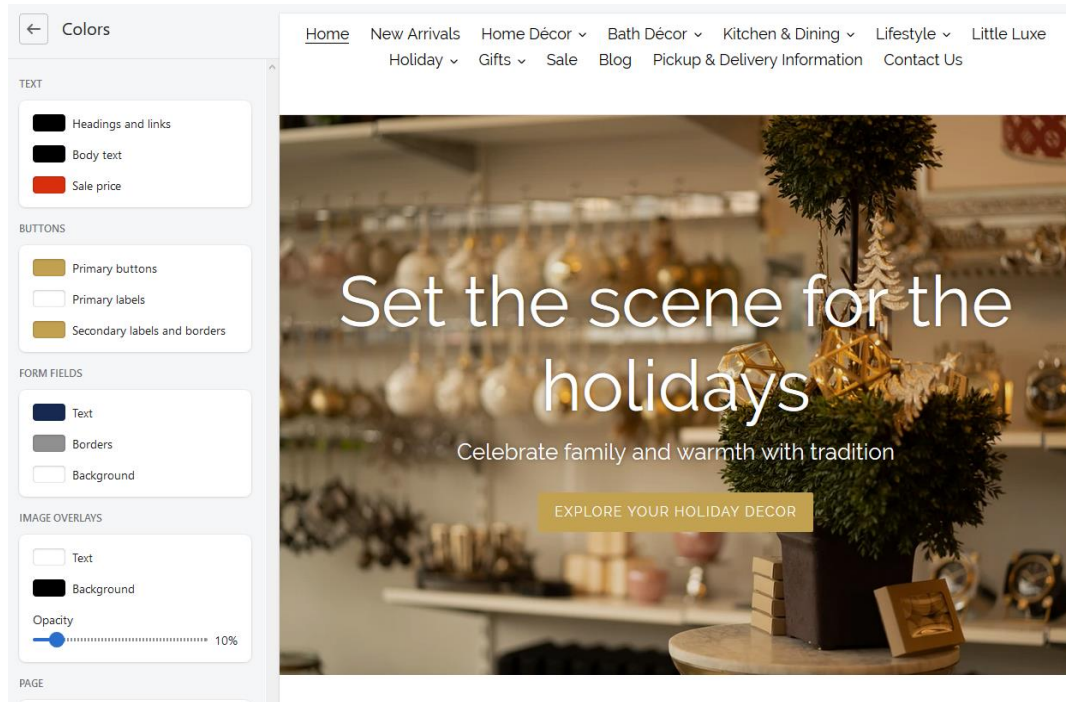 Colors
TEXT
Headings and links
Body text
Sale price
BUTTONS
Primary buttons
Primary labels
Secondary labels and borders
FORM FIELDS
Text
Borders
Background
IMAGE OVERLAYS
Text
Background
Opacity
10%
PAGE
Home New Arrivals Home Décor Bath Décor Kitchen & Dining Lifestyle Little Luxe
Holiday Gifts Sale Blog Pickup & Delivery Information Contact Us
Set the scene for the
holidays
Celebrate family and warmth with tradition
EXPLORE YOUR HOLIDAY DECOR